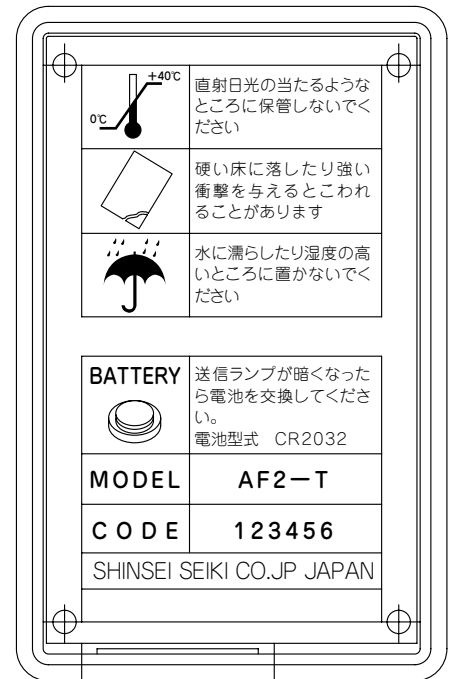 +40℃
0℃
直射日光の当たるような
ところに保管しないでく
ださい
硬い床に落したり強い
衝撃を与えるとこわれ
ることがあります
水に濡らしたり湿度の高
いところに置かないでく
ださい
BATTERY
送信ランプが暗くなった
ら電池を交換してくださ
い。
電池型式 CR2032
MODEL AF2－T
CODE 123456
SHINSEI SEIKI CO.JP JAPAN